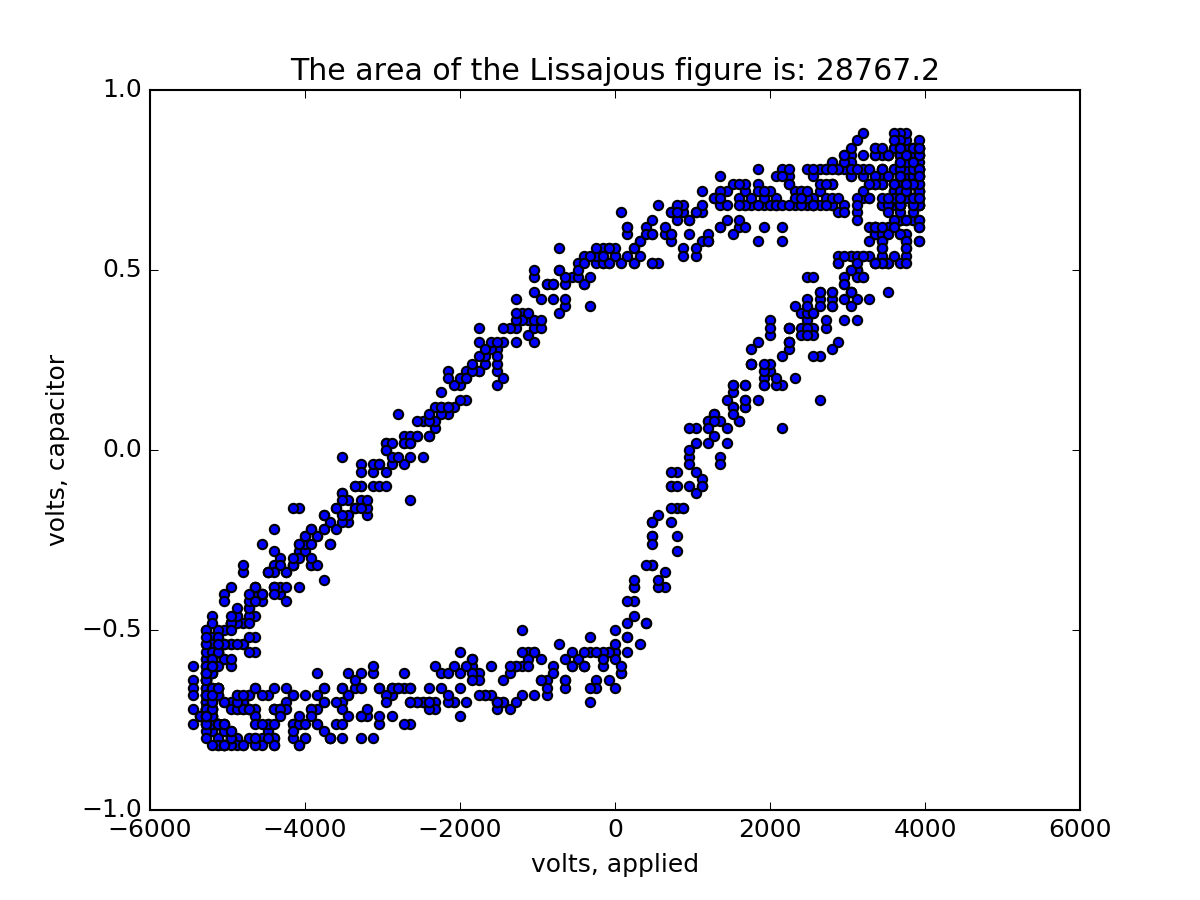 The area of the Lissajous figure is: 28767.2
1.0
0.5
0.0
−0.5
−1.0
volts, capacitor
−6000 −4000 −2000 0 2000 4000 6000
volts, applied